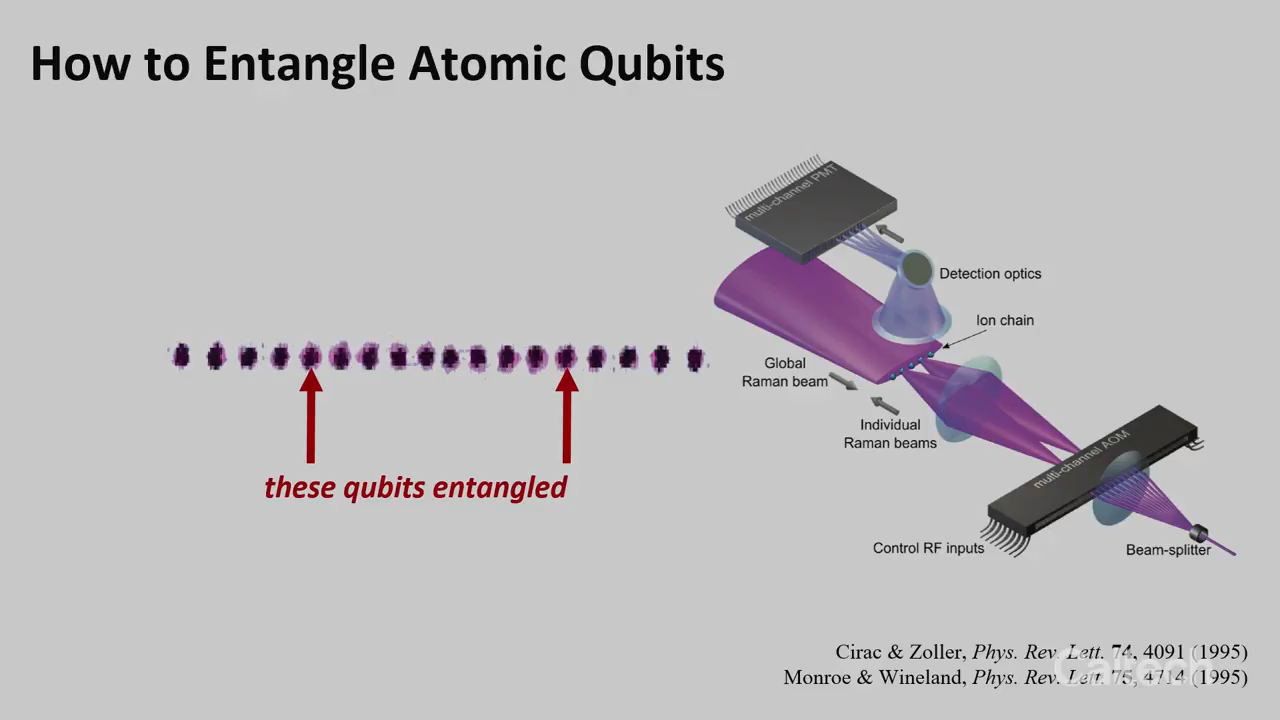 How to Entangle Atomic Qubits
multi-channel PMT
Detection optics
Ion chain
Global
Raman beam
Individual
Raman beams
these qubits entangled
multi-channel AOM
Control RF inputs
Beam-splitter
Cirac & Zoller, Phys. Rev. Lett. 74, 4091 (1995)
Monroe & Wineland, Phys. Rev. Lett. 75, 4714 (1995)
Caltech